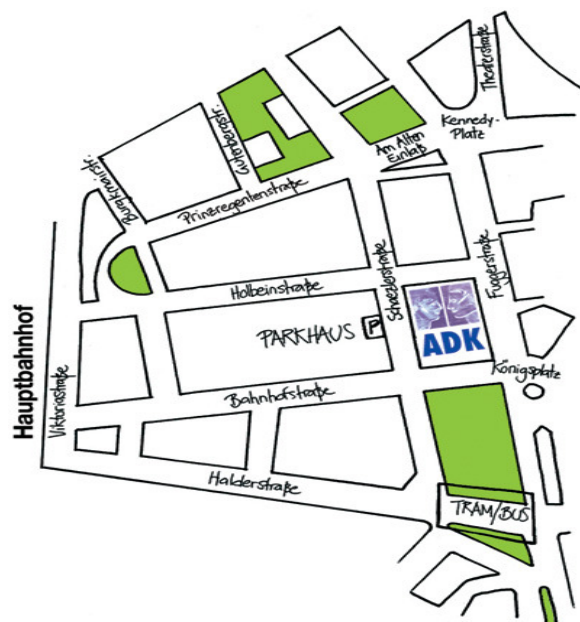 Theaterstraße
Kennedy-
Platz
Am Alten
Einlaß
Gutenbergstr.
Burgkmairstr.
Prinzregentenstraße
Fuggerstraße
Schaezlerstraße
Holbeinstraße
PARKHAUS
P
ADK
Königsplatz
Bahnhofstraße
Hauptbahnhof
Viktoriastraße
Halderstraße
TRAM/BUS